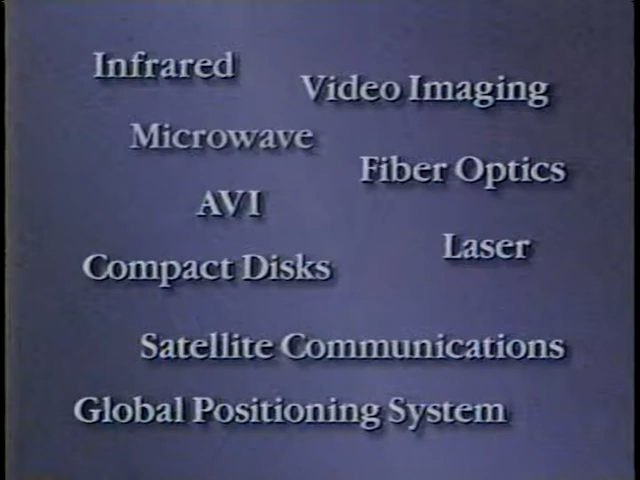 Infrared
Video Imaging
Microwave
Fiber Optics
AVI
Laser
Compact Disks
Satellite Communications
Global Positioning System